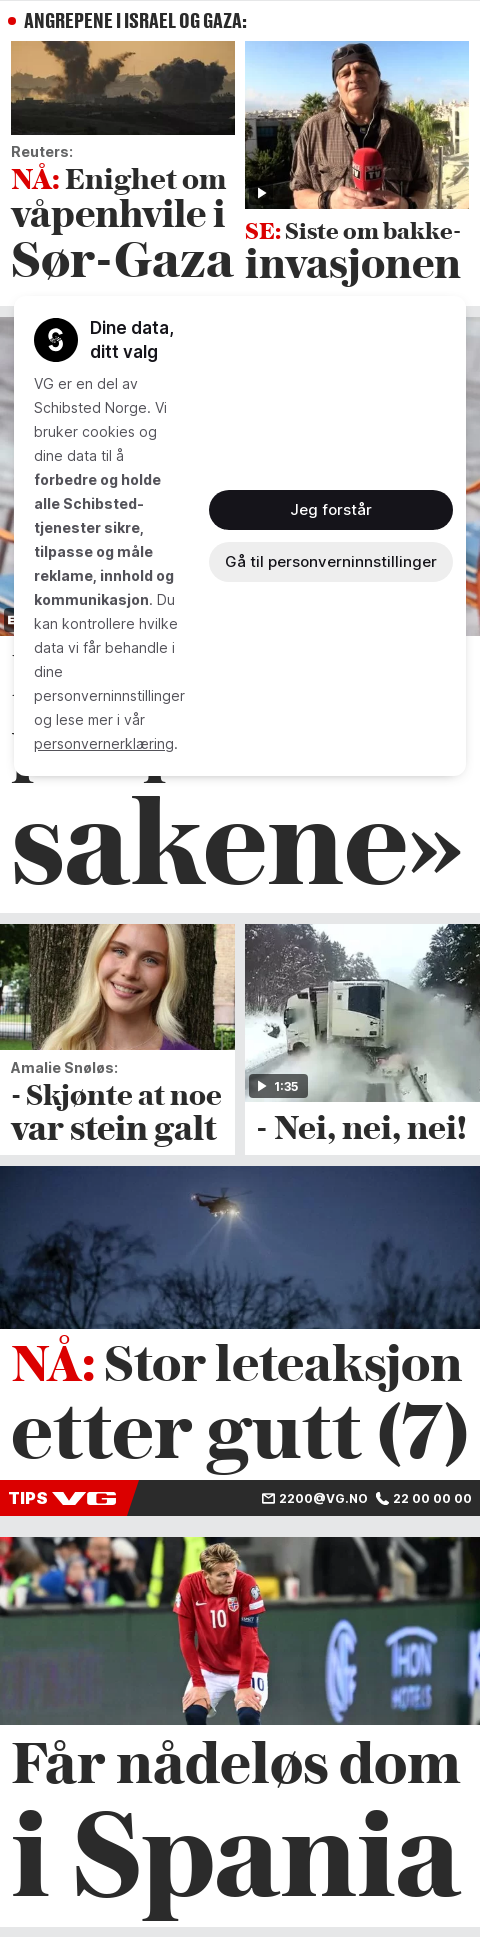 ANGREPENE I ISRAEL OG GAZA:
Reuters:
NÅ: Enighet om
våpenhvile i
Sør-Gaza
SE: Siste om bakke-
invasjonen
Dine data,
ditt valg
VG er en del av
Schibsted Norge. Vi
bruker cookies og
dine data til å
forbedre og holde
alle Schibsted-
tjenester sikre,
tilpasse og måle
reklame, innhold og
kommunikasjon. Du
kan kontrollere hvilke
data vi får behandle i
dine
personverninnstillinger
og lese mer i vår
personvernerklæring.
Jeg forstår
Gå til personverninnstillinger
sakene»
Amalie Snøløs:
- Skjønte at noe
var stein galt
1:35
- Nei, nei, nei!
NÅ: Stor leteaksjon
etter gutt (7)
TIPS VG
2200@VG.NO
22 00 00 00
10
10
THON
HOTELS
Får nådeløs dom
i Spania